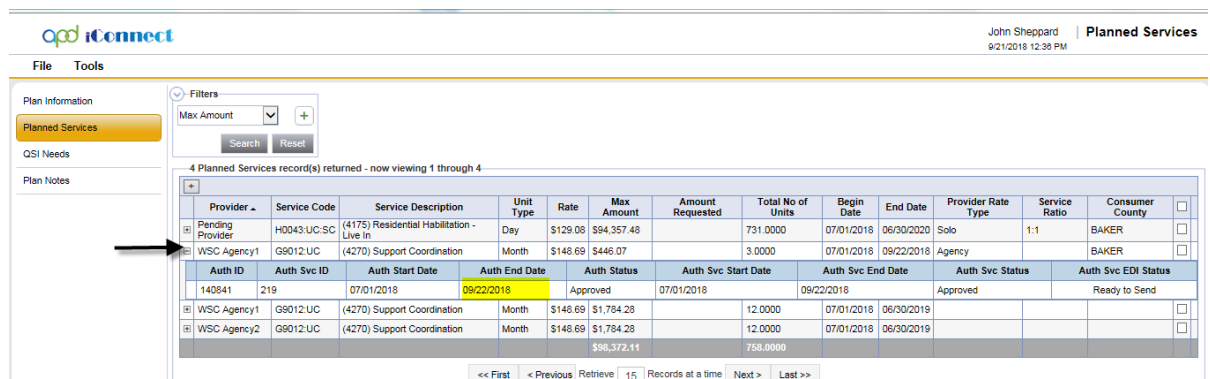 apd iConnect
John Sheppard | Planned Services
9/21/2018 12:36 PM
File Tools
Plan Information
Planned Services
QSI Needs
Plan Notes
Filters
Max Amount +
Search Reset
4 Planned Services record(s) returned - now viewing 1 through 4
+
Provider Service Code Service Description Unit Type Rate Max Amount Amount Requested Total No of Units Begin Date End Date Provider Rate Type Service Ratio Consumer County
Pending Provider H0043:UC:SC (4175) Residential Habilitation - Live In Day $129.08 $94,357.48 731.0000 07/01/2018 06/30/2020 Solo 1:1 BAKER
WSC Agency1 G9012:UC (4270) Support Coordination Month $148.69 $446.07 3.0000 07/01/2018 09/22/2018 Agency BAKER
Auth ID Auth Svc ID Auth Start Date Auth End Date Auth Status Auth Svc Start Date Auth Svc End Date Auth Svc Status Auth Svc EDI Status
140841 219 07/01/2018 09/22/2018 Approved 07/01/2018 09/22/2018 Approved Ready to Send
WSC Agency1 G9012:UC (4270) Support Coordination Month $148.69 $1,784.28 12.0000 07/01/2018 06/30/2019
WSC Agency2 G9012:UC (4270) Support Coordination Month $148.69 $1,784.28 12.0000 07/01/2018 06/30/2019
$98,372.11 758.0000
<< First < Previous Retrieve 15 Records at a time Next > Last >>